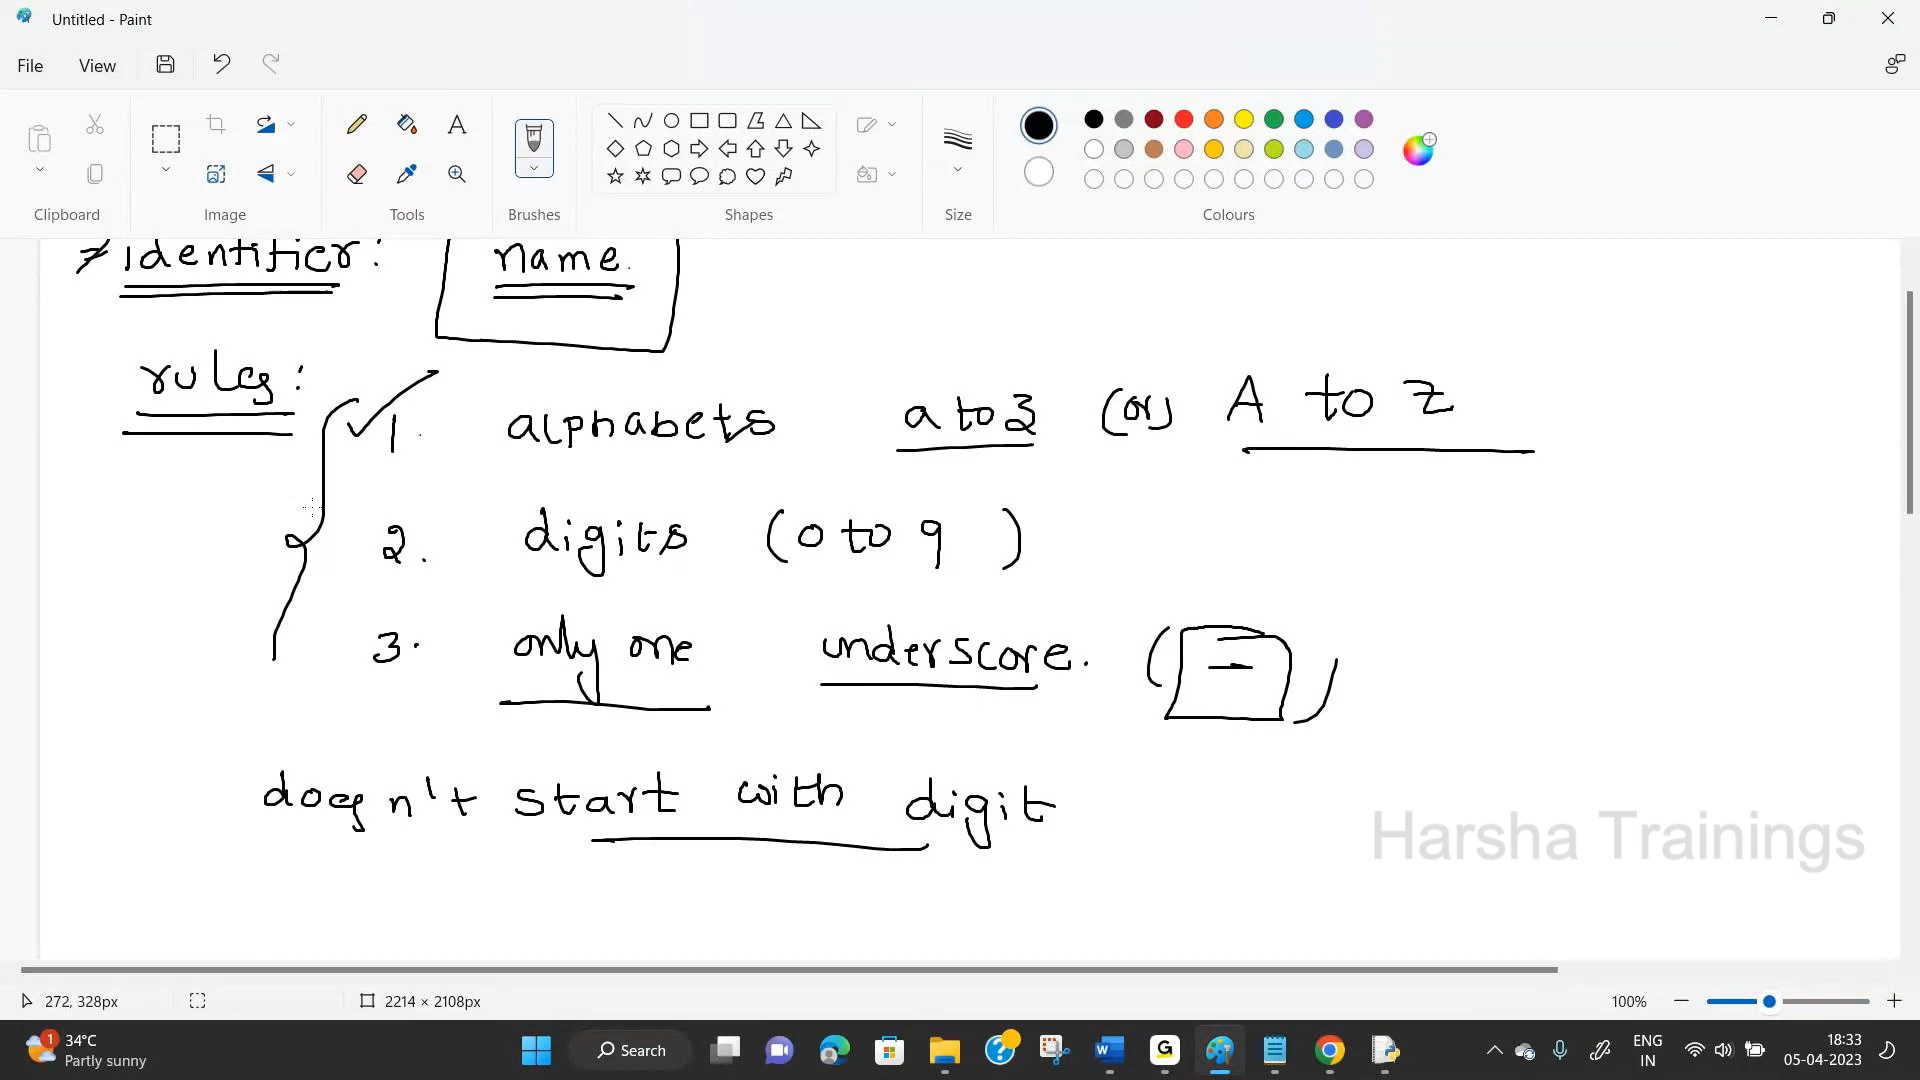 Untitled - Paint
File View
Clipboard Image Tools Brushes Shapes Size Colours
identifier: name.
rules:
1. alphabets a to z (or) A to Z
2. digits (0 to 9 )
3. only one underscore. ( _ )
doesn't start with digit
Harsha Trainings
272, 328px 2214 × 2108px 100%
1 34°C
Partly sunny
Search
ENG
IN
18:33
05-04-2023